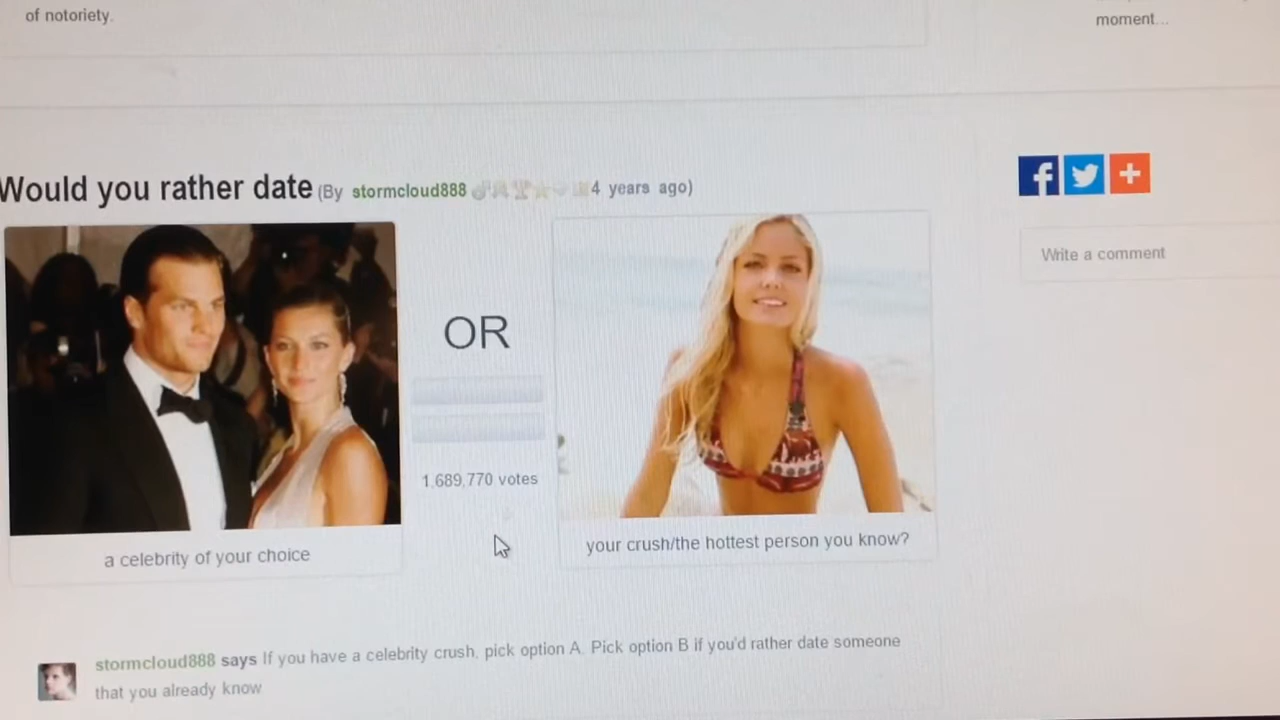 of notoriety.
moment...
Would you rather date (By stormcloud888 4 years ago)
OR
1,689,770 votes
a celebrity of your choice
your crush/the hottest person you know?
Write a comment
stormcloud888 says If you have a celebrity crush, pick option A. Pick option B if you'd rather date someone
that you already know